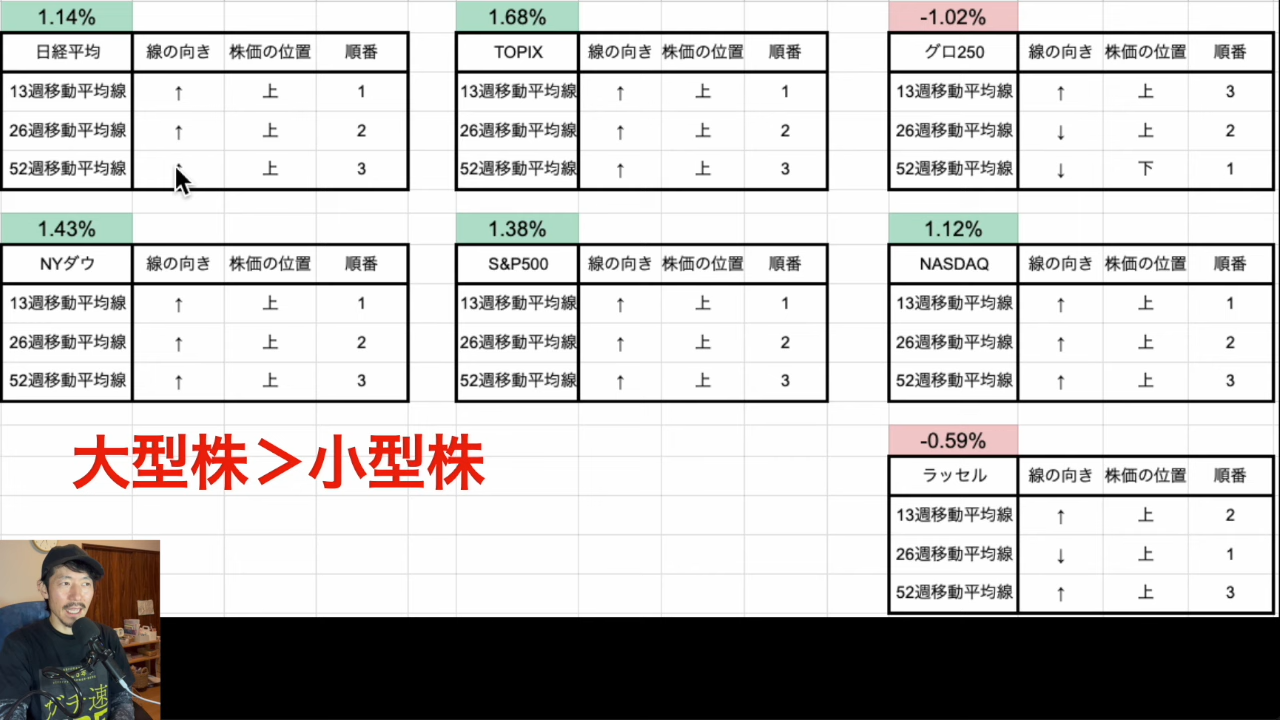 1.14%
日経平均 線の向き 株価の位置 順番
13週移動平均線 ↑ 上 1
26週移動平均線 ↑ 上 2
52週移動平均線 上 3
1.68%
TOPIX 線の向き 株価の位置 順番
13週移動平均線 ↑ 上 1
26週移動平均線 ↑ 上 2
52週移動平均線 ↑ 上 3
-1.02%
グロ250 線の向き 株価の位置 順番
13週移動平均線 ↑ 上 3
26週移動平均線 ↓ 上 2
52週移動平均線 ↓ 下 1
1.43%
NYダウ 線の向き 株価の位置 順番
13週移動平均線 ↑ 上 1
26週移動平均線 ↑ 上 2
52週移動平均線 ↑ 上 3
1.38%
S&P500 線の向き 株価の位置 順番
13週移動平均線 ↑ 上 1
26週移動平均線 ↑ 上 2
52週移動平均線 ↑ 上 3
1.12%
NASDAQ 線の向き 株価の位置 順番
13週移動平均線 ↑ 上 1
26週移動平均線 ↑ 上 2
52週移動平均線 ↑ 上 3
大型株＞小型株
-0.59%
ラッセル 線の向き 株価の位置 順番
13週移動平均線 ↑ 上 2
26週移動平均線 ↓ 上 1
52週移動平均線 ↑ 上 3